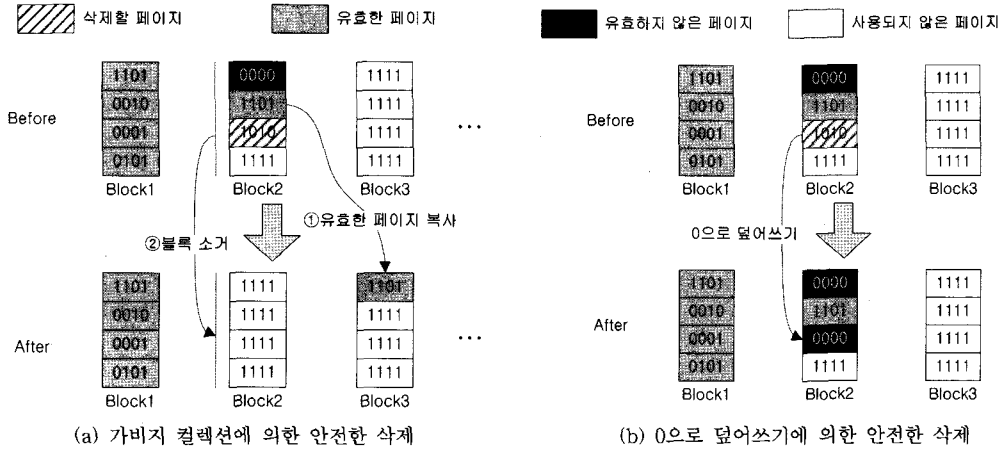 삭제할 페이지 유효한 페이지 유효하지 않은 페이지 사용되지 않은 페이지
Before
1101 0000 1111
0010 1101 1111
0001 1010 1111
0101 1111 1111
Block1 Block2 Block3
...
①유효한 페이지 복사
②블록 소거
After
1101 1111 1101
0010 1111 1111
0001 1111 1111
0101 1111 1111
Block1 Block2 Block3
...
(a) 가비지 컬렉션에 의한 안전한 삭제
Before
1101 0000 1111
0010 1101 1111
0001 1010 1111
0101 1111 1111
Block1 Block2 Block3
0으로 덮어쓰기
After
1101 0000 1111
0010 1101 1111
0001 0000 1111
0101 1111 1111
Block1 Block2 Block3
(b) 0으로 덮어쓰기에 의한 안전한 삭제